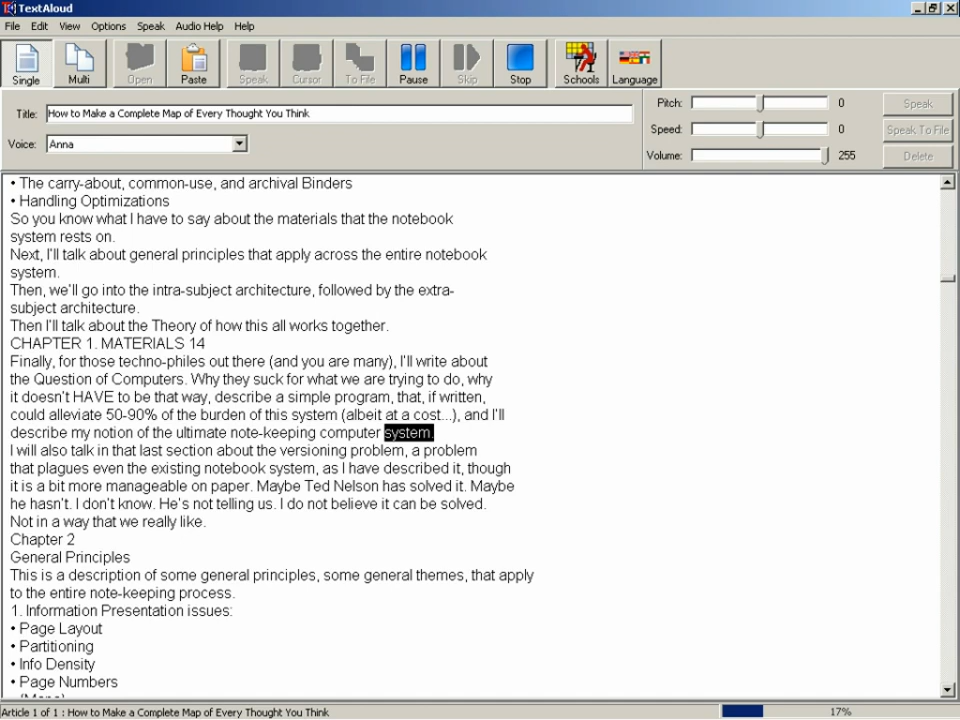 TextAloud
File Edit View Options Speak Audio Help Help
Single Multi Open Paste Speak Cursor To File Pause Skip Stop Schools Language
Title: How to Make a Complete Map of Every Thought You Think
Voice: Anna
Pitch: 0 Speak
Speed: 0 Speak To File
Volume: 255 Delete
• The carry-about, common-use, and archival Binders
• Handling Optimizations
So you know what I have to say about the materials that the notebook
system rests on.
Next, I'll talk about general principles that apply across the entire notebook
system.
Then, we'll go into the intra-subject architecture, followed by the extra-
subject architecture.
Then I'll talk about the Theory of how this all works together.
CHAPTER 1. MATERIALS 14
Finally, for those techno-philes out there (and you are many), I'll write about
the Question of Computers. Why they suck for what we are trying to do, why
it doesn't HAVE to be that way, describe a simple program, that, if written,
could alleviate 50-90% of the burden of this system (albeit at a cost...), and I'll
describe my notion of the ultimate note-keeping computer system.
I will also talk in that last section about the versioning problem, a problem
that plagues even the existing notebook system, as I have described it, though
it is a bit more manageable on paper. Maybe Ted Nelson has solved it. Maybe
he hasn't. I don't know. He's not telling us. I do not believe it can be solved.
Not in a way that we really like.
Chapter 2
General Principles
This is a description of some general principles, some general themes, that apply
to the entire note-keeping process.
1. Information Presentation issues:
• Page Layout
• Partitioning
• Info Density
• Page Numbers
Article 1 of 1 : How to Make a Complete Map of Every Thought You Think 17%